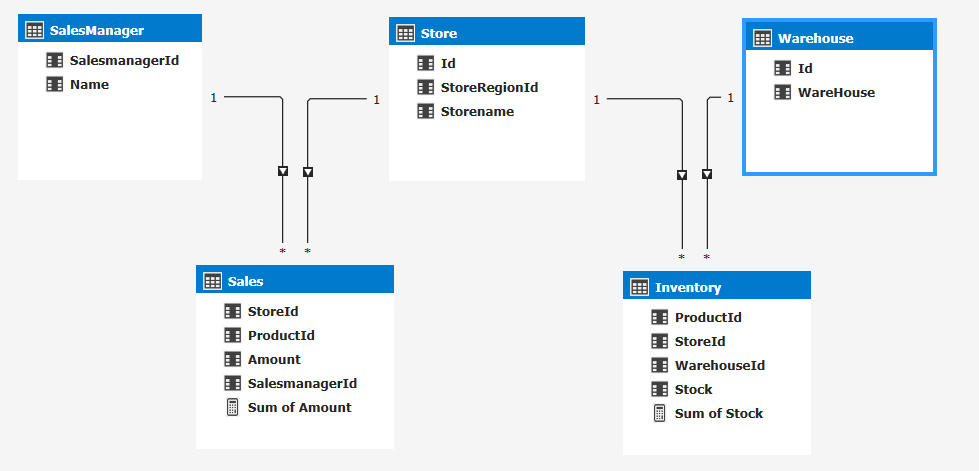 SalesManager
SalesmanagerId
Name
Store
Id
StoreRegionId
Storename
Warehouse
Id
WareHouse
1
1
1
1
*
*
*
*
Sales
StoreId
ProductId
Amount
SalesmanagerId
Sum of Amount
Inventory
ProductId
StoreId
WarehouseId
Stock
Sum of Stock